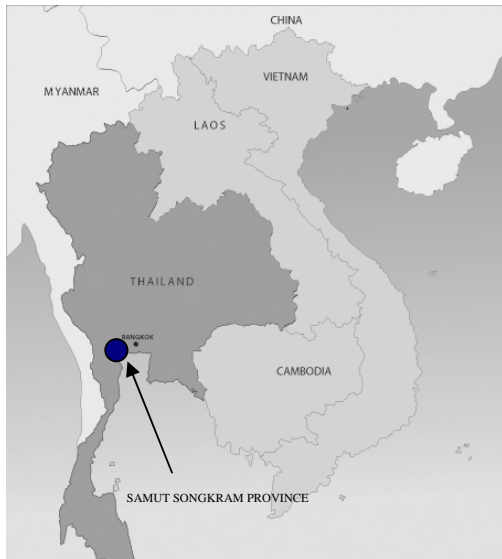 CHINA
VIETNAM
MYANMAR
LAOS
THAILAND
BANGKOK
CAMBODIA
SAMUT SONGKRAM PROVINCE